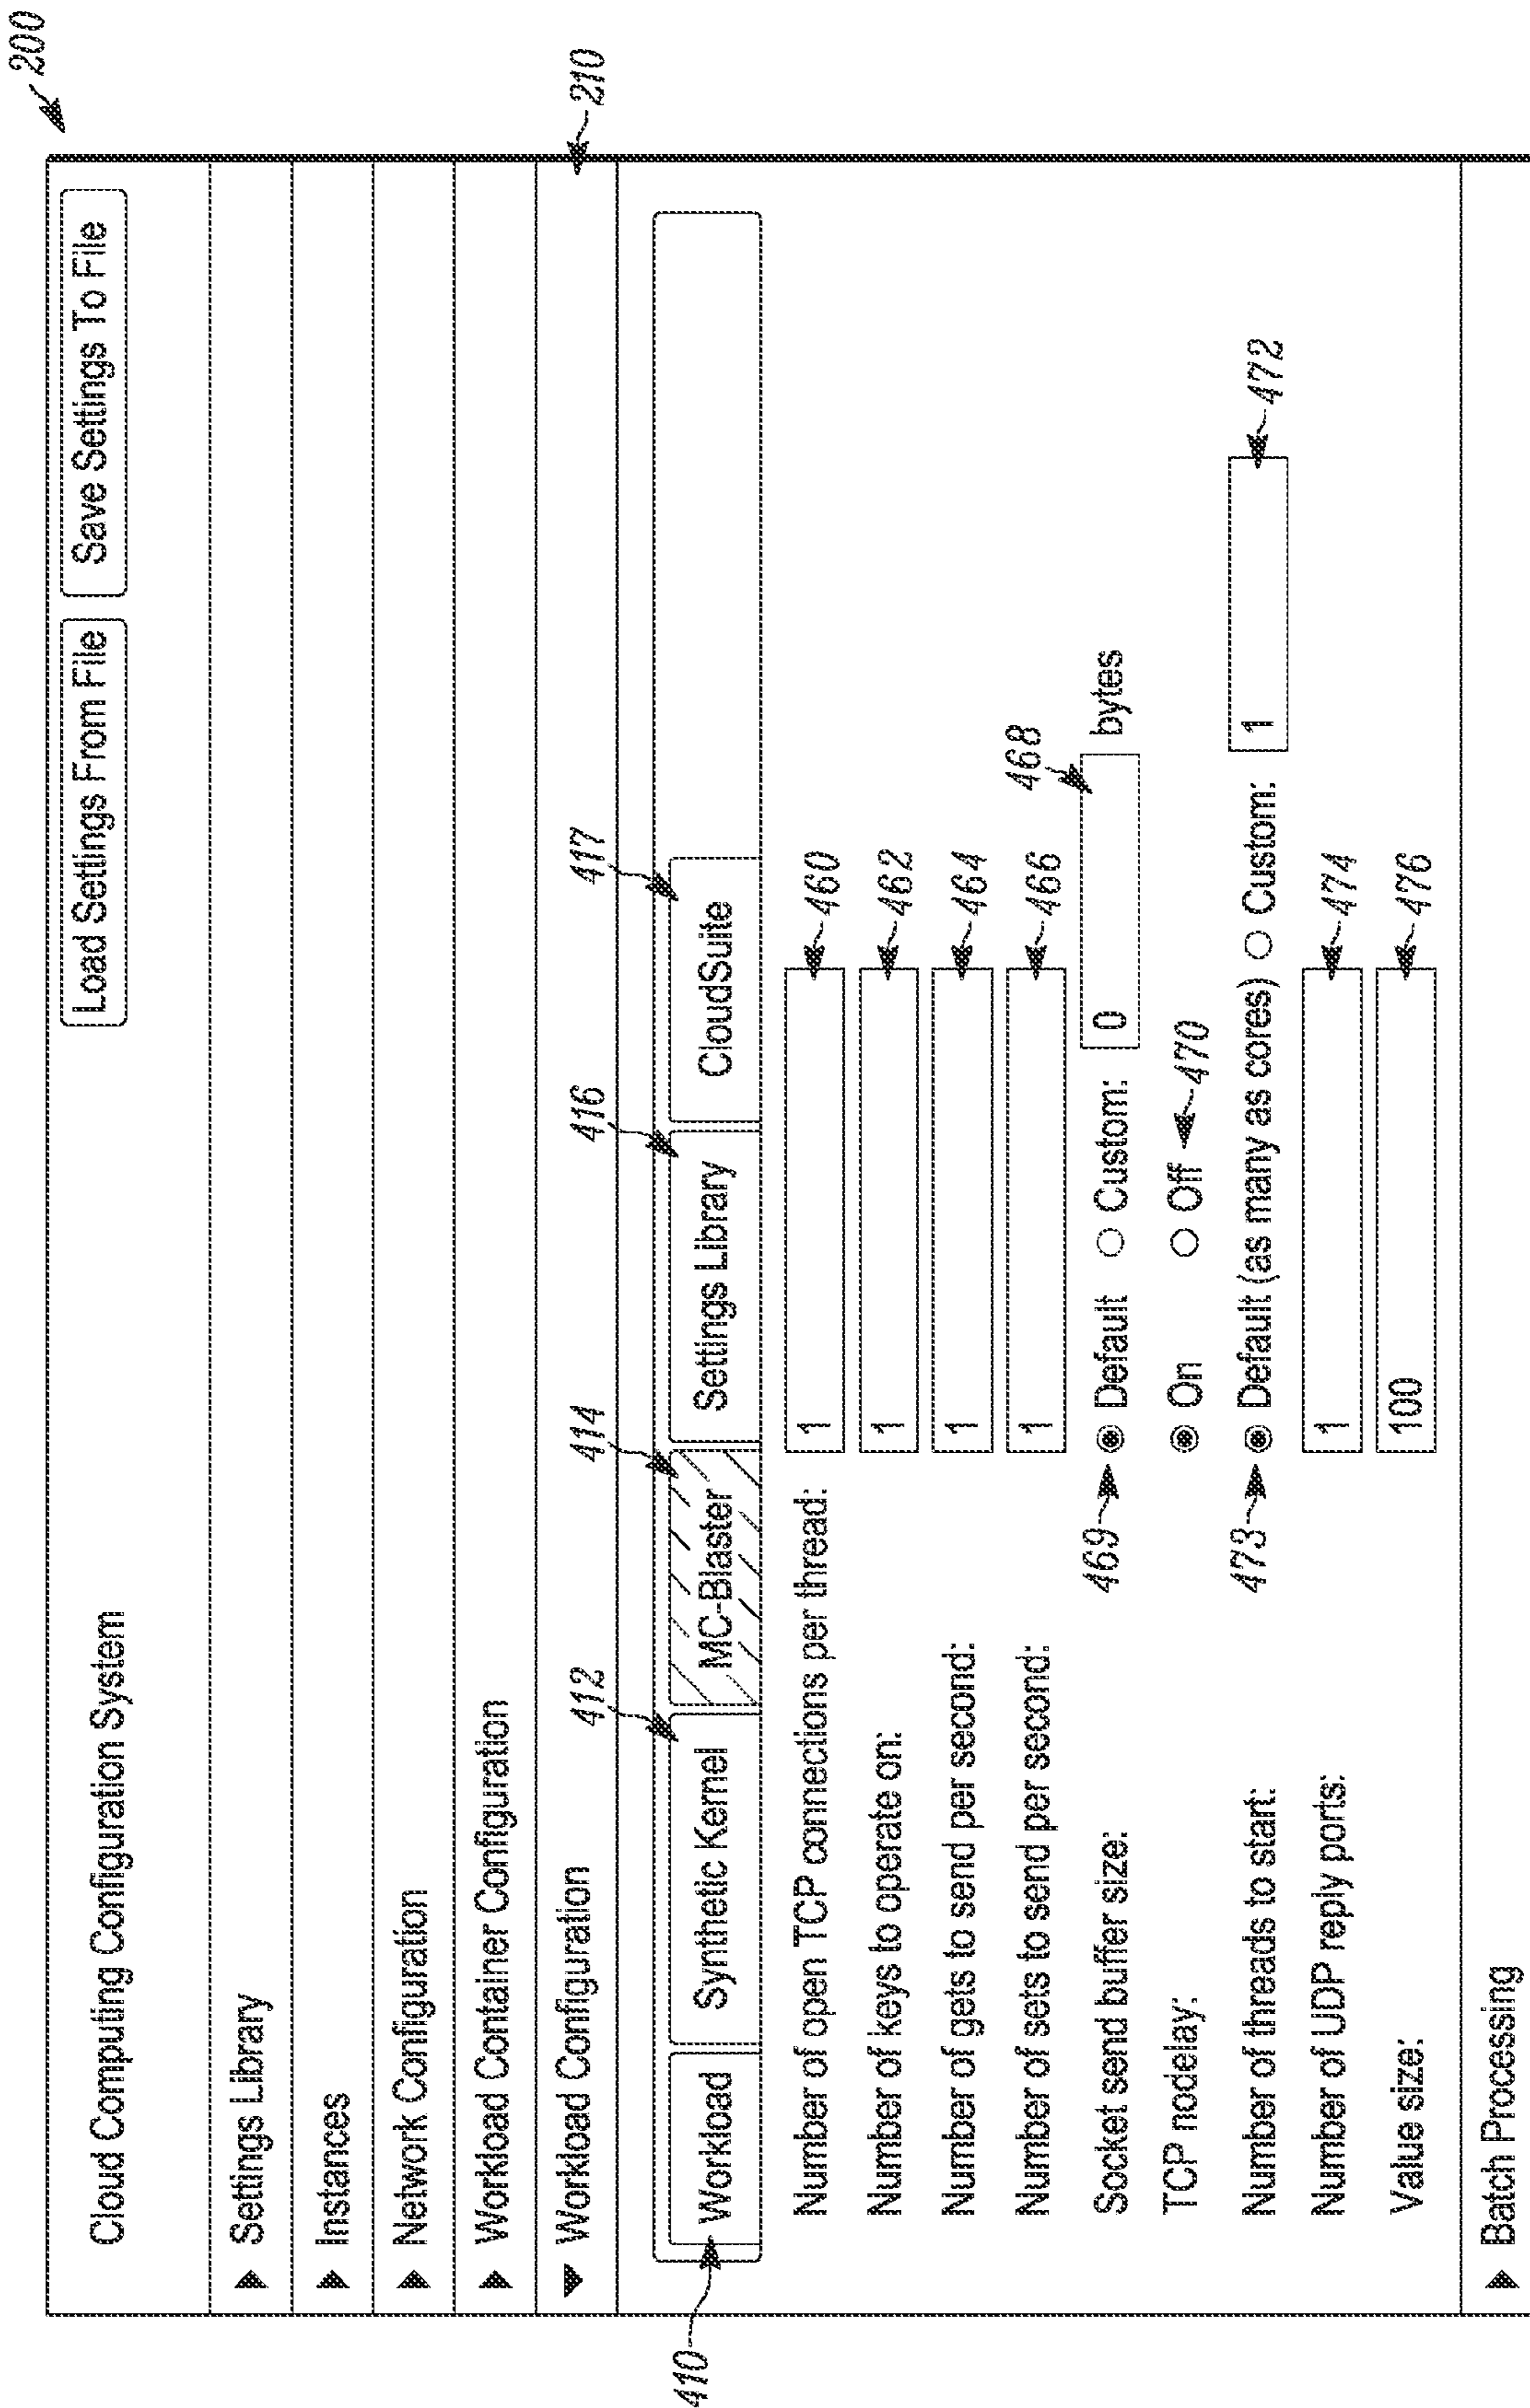 200
Cloud Computing Configuration System Load Settings From File Save Settings To File
Settings Library
Instances
Network Configuration
Workload Container Configuration
Workload Configuration 210
410 412 414 416 417
Workload Synthetic Kernel MC-Blaster Settings Library CloudSuite
Number of open TCP connections per thread: 1 460
Number of keys to operate on: 1 462
Number of gets to send per second: 1 464
Number of sets to send per second: 1 466
Socket send buffer size: 469 Default Custom: 0 bytes 468
TCP nodelay: On Off 470
Number of threads to start: 473 Default (as many as cores) Custom: 1 472
Number of UDP reply ports: 1 474
Value size: 100 476
Batch Processing